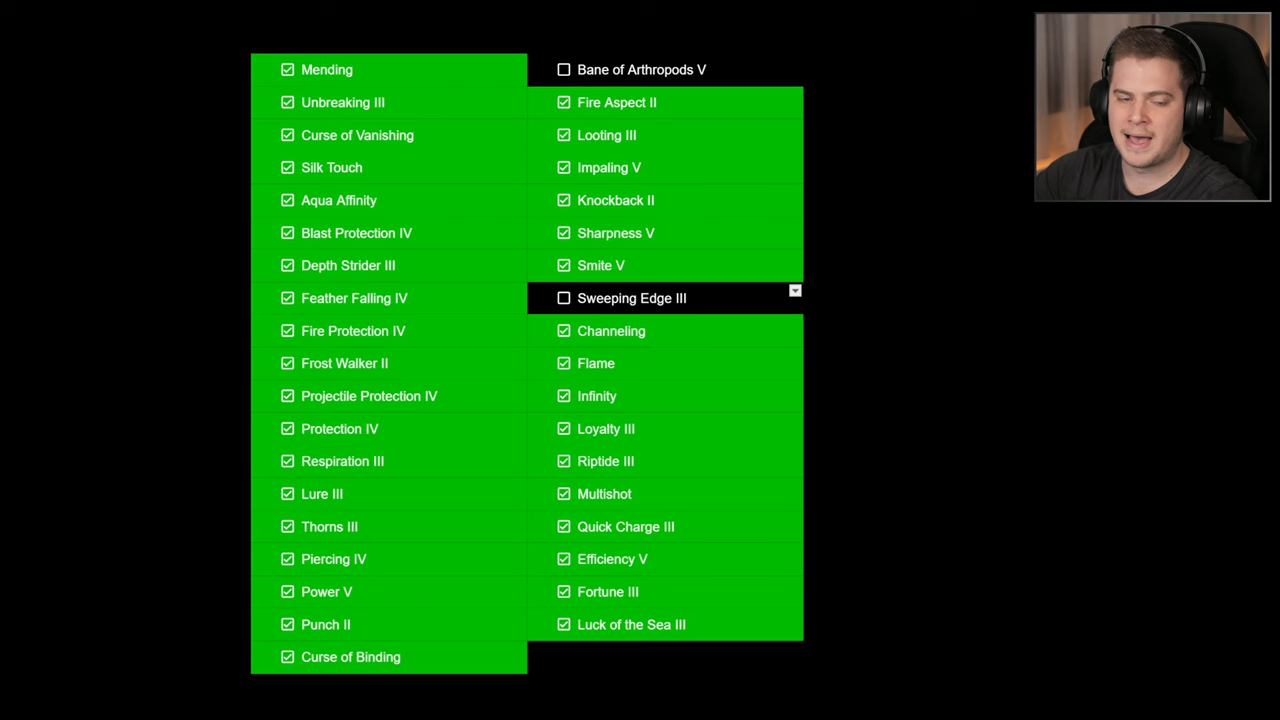 Mending
Unbreaking III
Curse of Vanishing
Silk Touch
Aqua Affinity
Blast Protection IV
Depth Strider III
Feather Falling IV
Fire Protection IV
Frost Walker II
Projectile Protection IV
Protection IV
Respiration III
Lure III
Thorns III
Piercing IV
Power V
Punch II
Curse of Binding
Bane of Arthropods V
Fire Aspect II
Looting III
Impaling V
Knockback II
Sharpness V
Smite V
Sweeping Edge III
Channeling
Flame
Infinity
Loyalty III
Riptide III
Multishot
Quick Charge III
Efficiency V
Fortune III
Luck of the Sea III